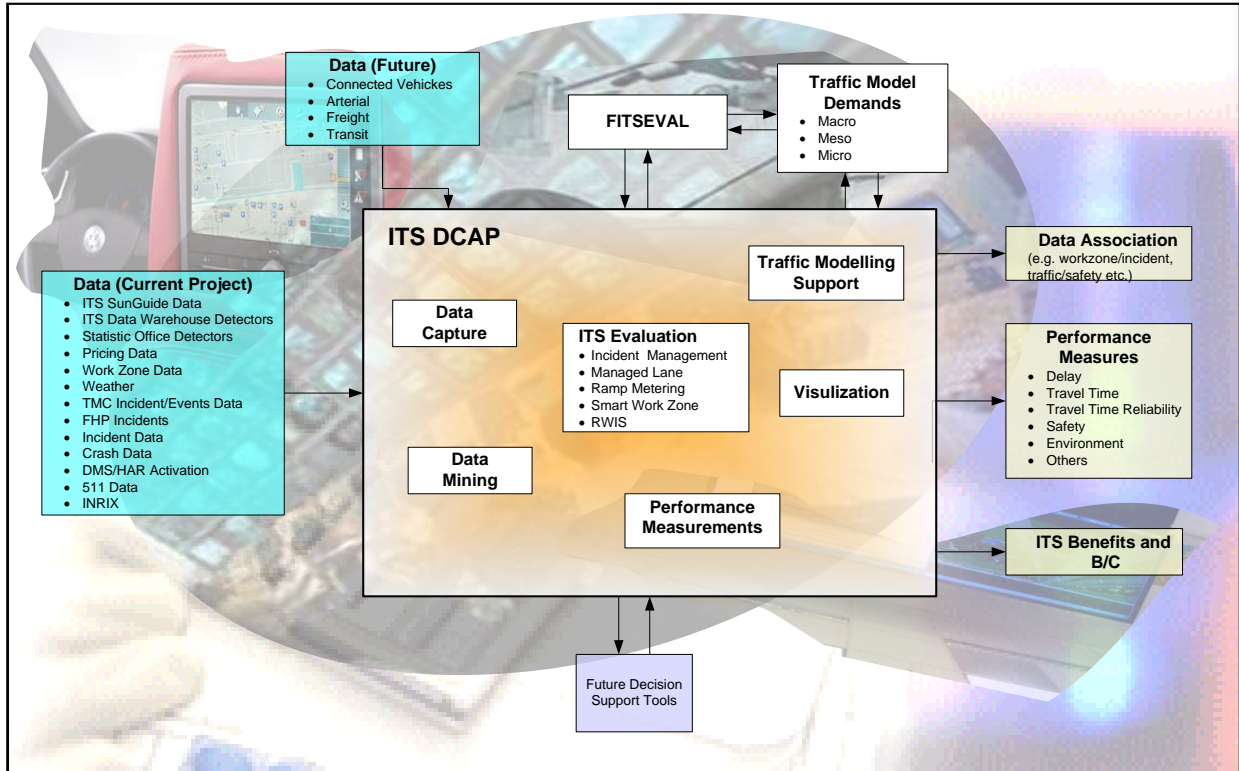 Data (Future)
Connected Vehickes
Arterial
Freight
Transit
FITSEVAL
Traffic Model
Demands
Macro
Meso
Micro
ITS DCAP
Data (Current Project)
ITS SunGuide Data
ITS Data Warehouse Detectors
Statistic Office Detectors
Pricing Data
Work Zone Data
Weather
TMC Incident/Events Data
FHP Incidents
Incident Data
Crash Data
DMS/HAR Activation
511 Data
INRIX
Data
Capture
Data
Mining
ITS Evaluation
Incident Management
Managed Lane
Ramp Metering
Smart Work Zone
RWIS
Traffic Modelling
Support
Visulization
Performance
Measurements
Data Association
(e.g. workzone/incident,
traffic/safety etc.)
Performance
Measures
Delay
Travel Time
Travel Time Reliability
Safety
Environment
Others
ITS Benefits and
B/C
Future Decision
Support Tools